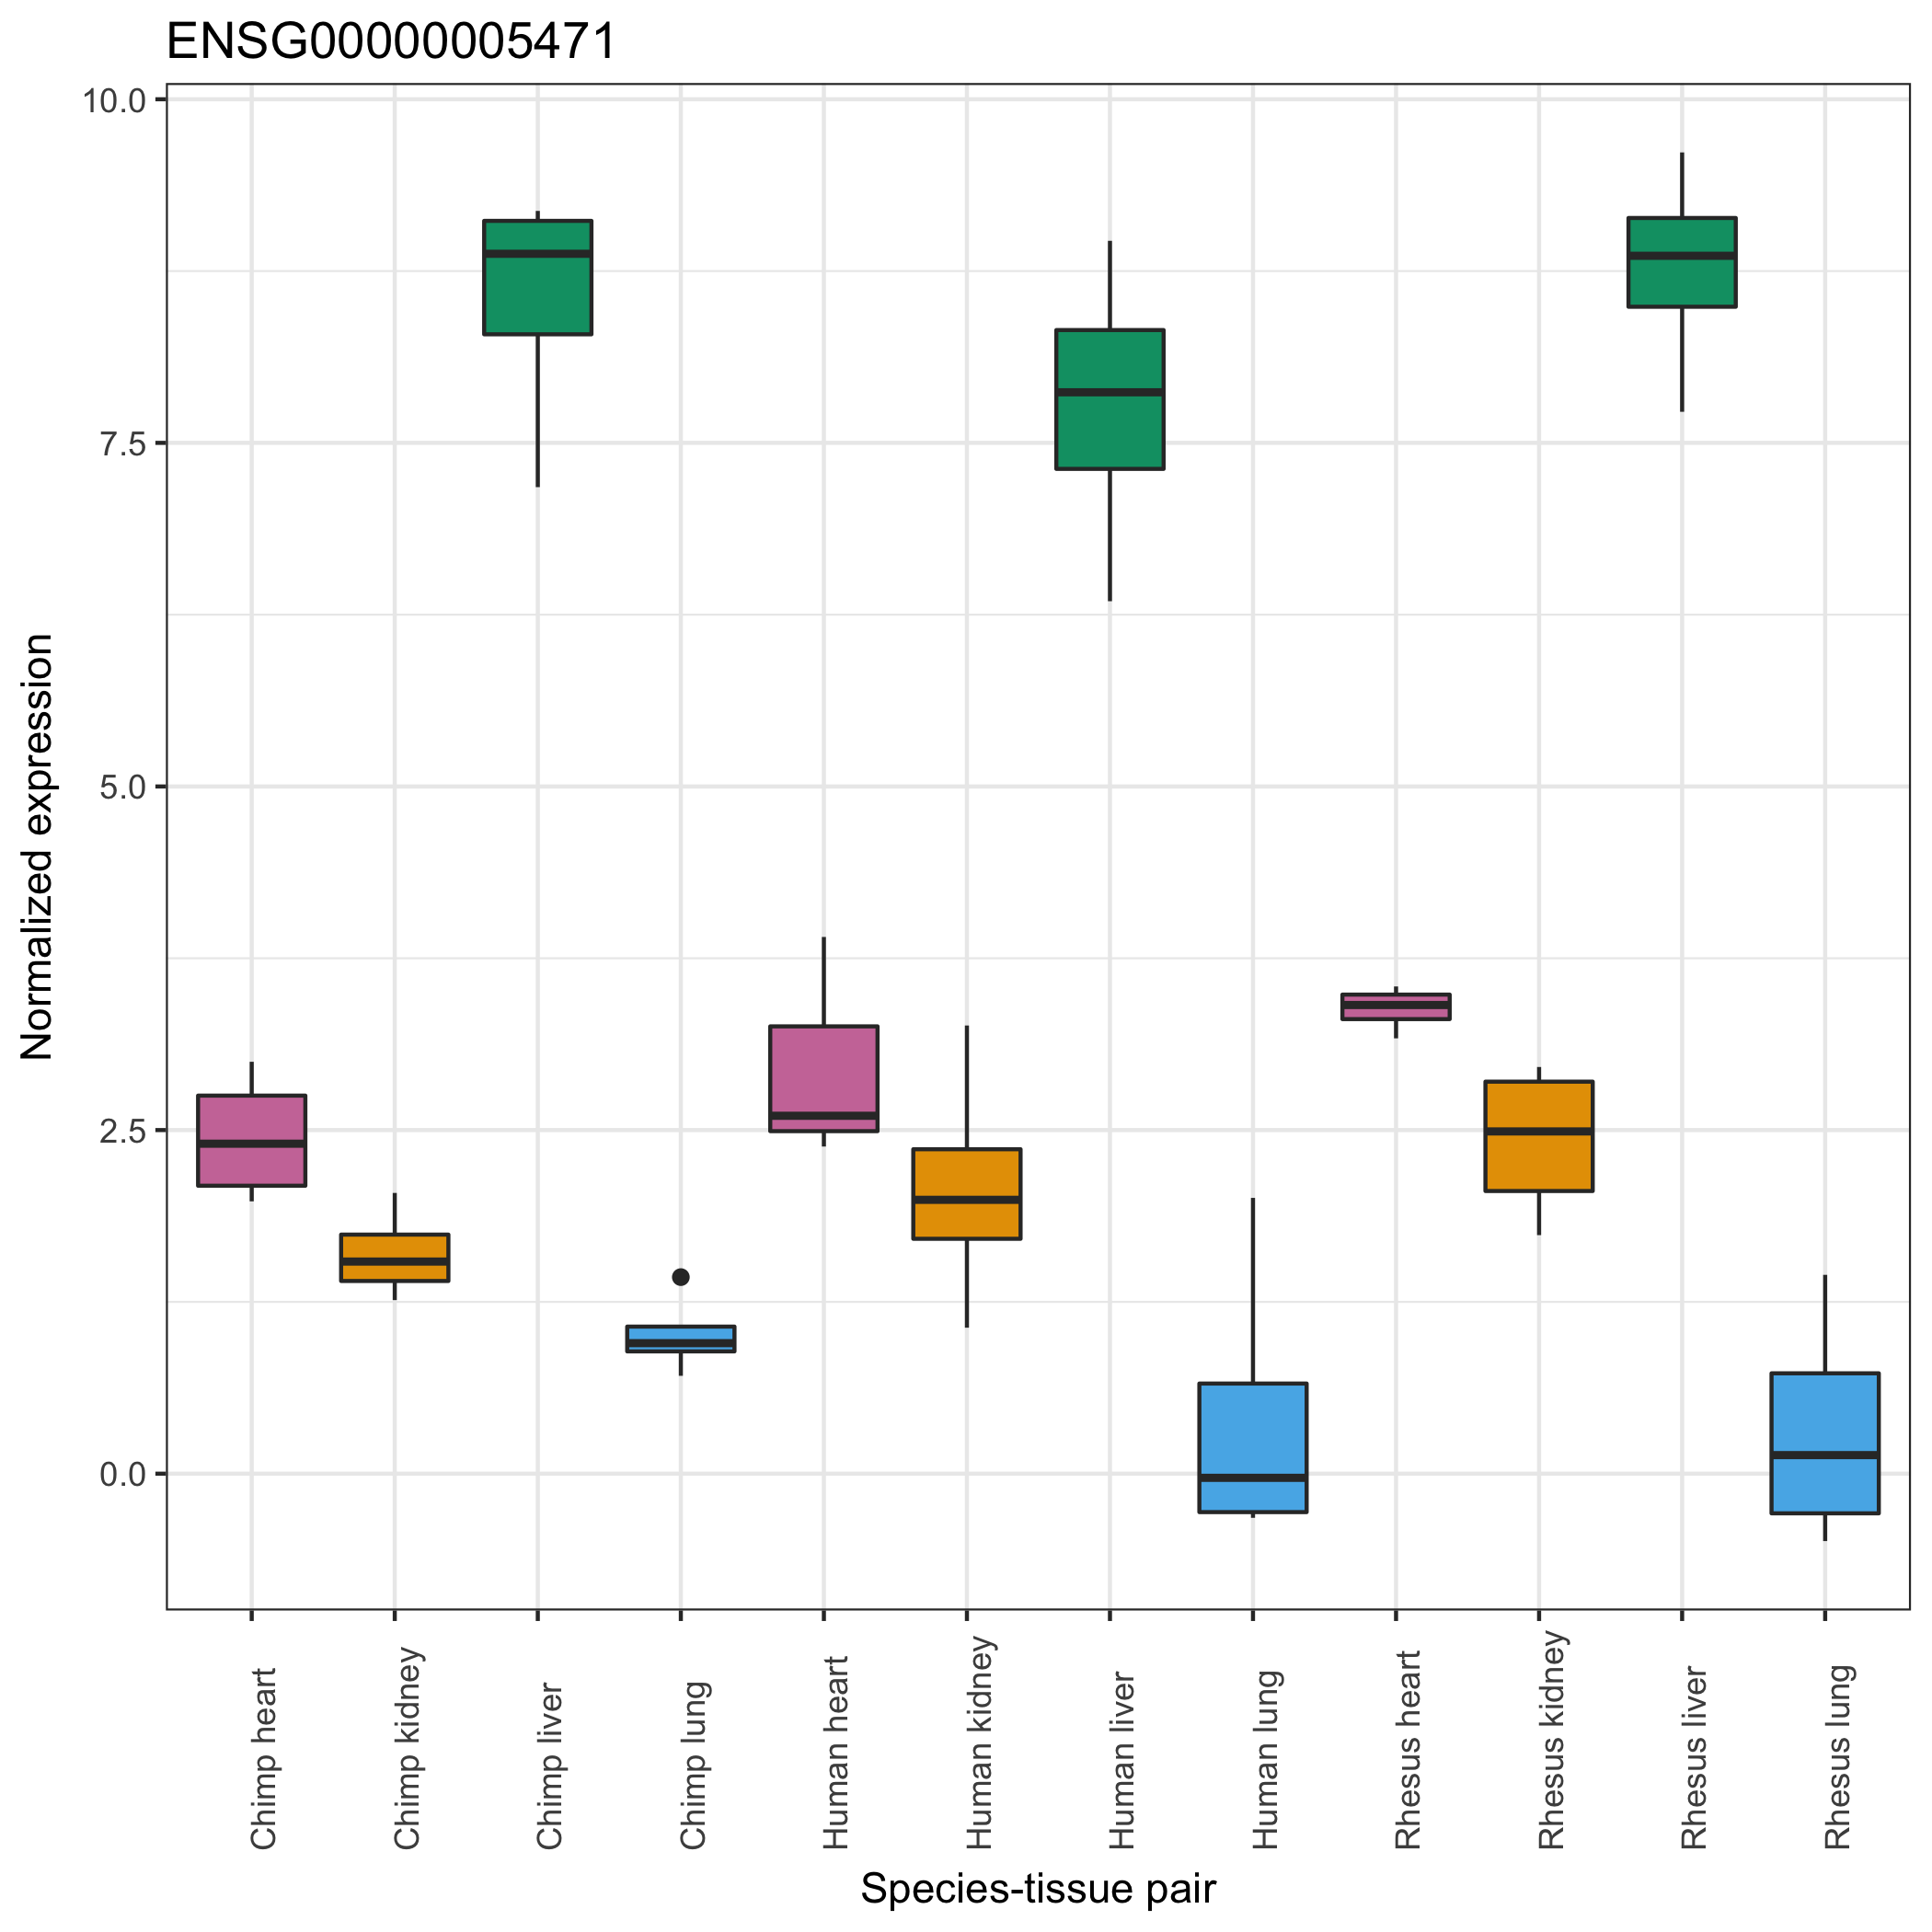 ENSG00000005471
Normalized expression
10.0
7.5
5.0
2.5
0.0
Chimp heart
Chimp kidney
Chimp liver
Chimp lung
Human heart
Human kidney
Human liver
Human lung
Rhesus heart
Rhesus kidney
Rhesus liver
Rhesus lung
Species-tissue pair